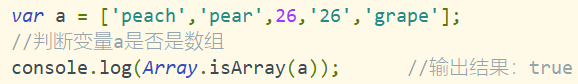 var a = ['peach','pear',26,'26','grape'];
//判断变量a是否是数组
console.log(Array.isArray(a));     //输出结果：true